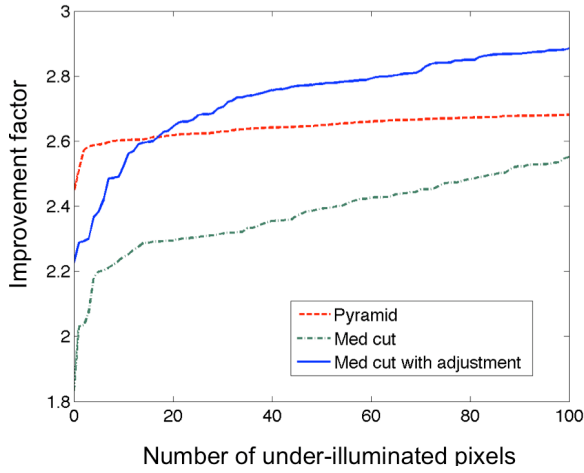 3
2.8
2.6
2.4
2.2
2
1.8
Improvement factor
Pyramid
Med cut
Med cut with adjustment
0 20 40 60 80 100
Number of under-illuminated pixels